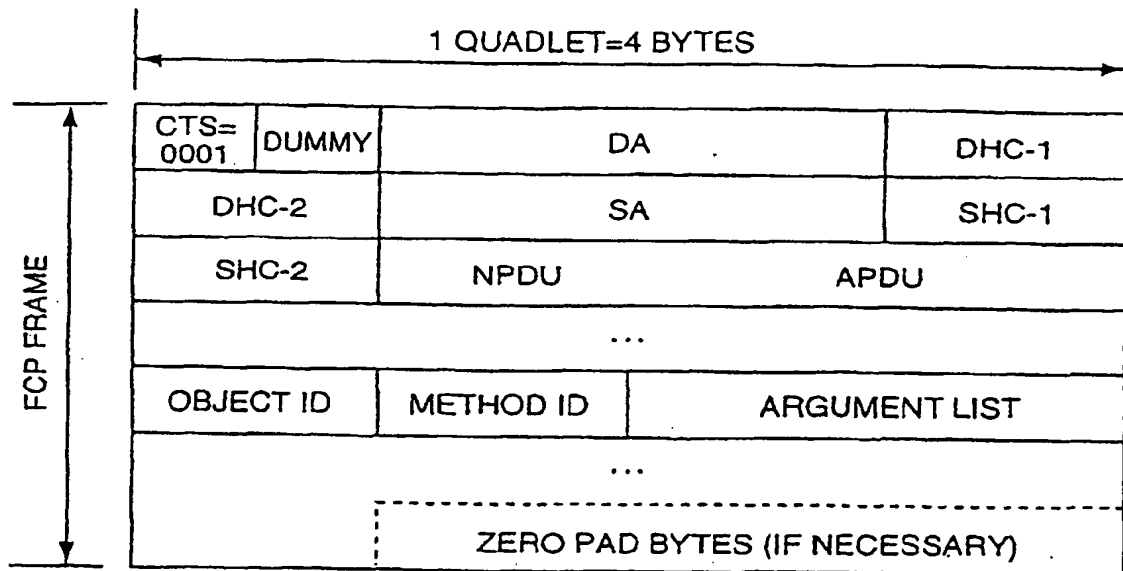 1 QUADLET=4 BYTES
CTS=
0001
DUMMY
DA
DHC-1
DHC-2
SA
SHC-1
SHC-2
NPDU
APDU
...
OBJECT ID
METHOD ID
ARGUMENT LIST
...
ZERO PAD BYTES (IF NECESSARY)
FCP FRAME